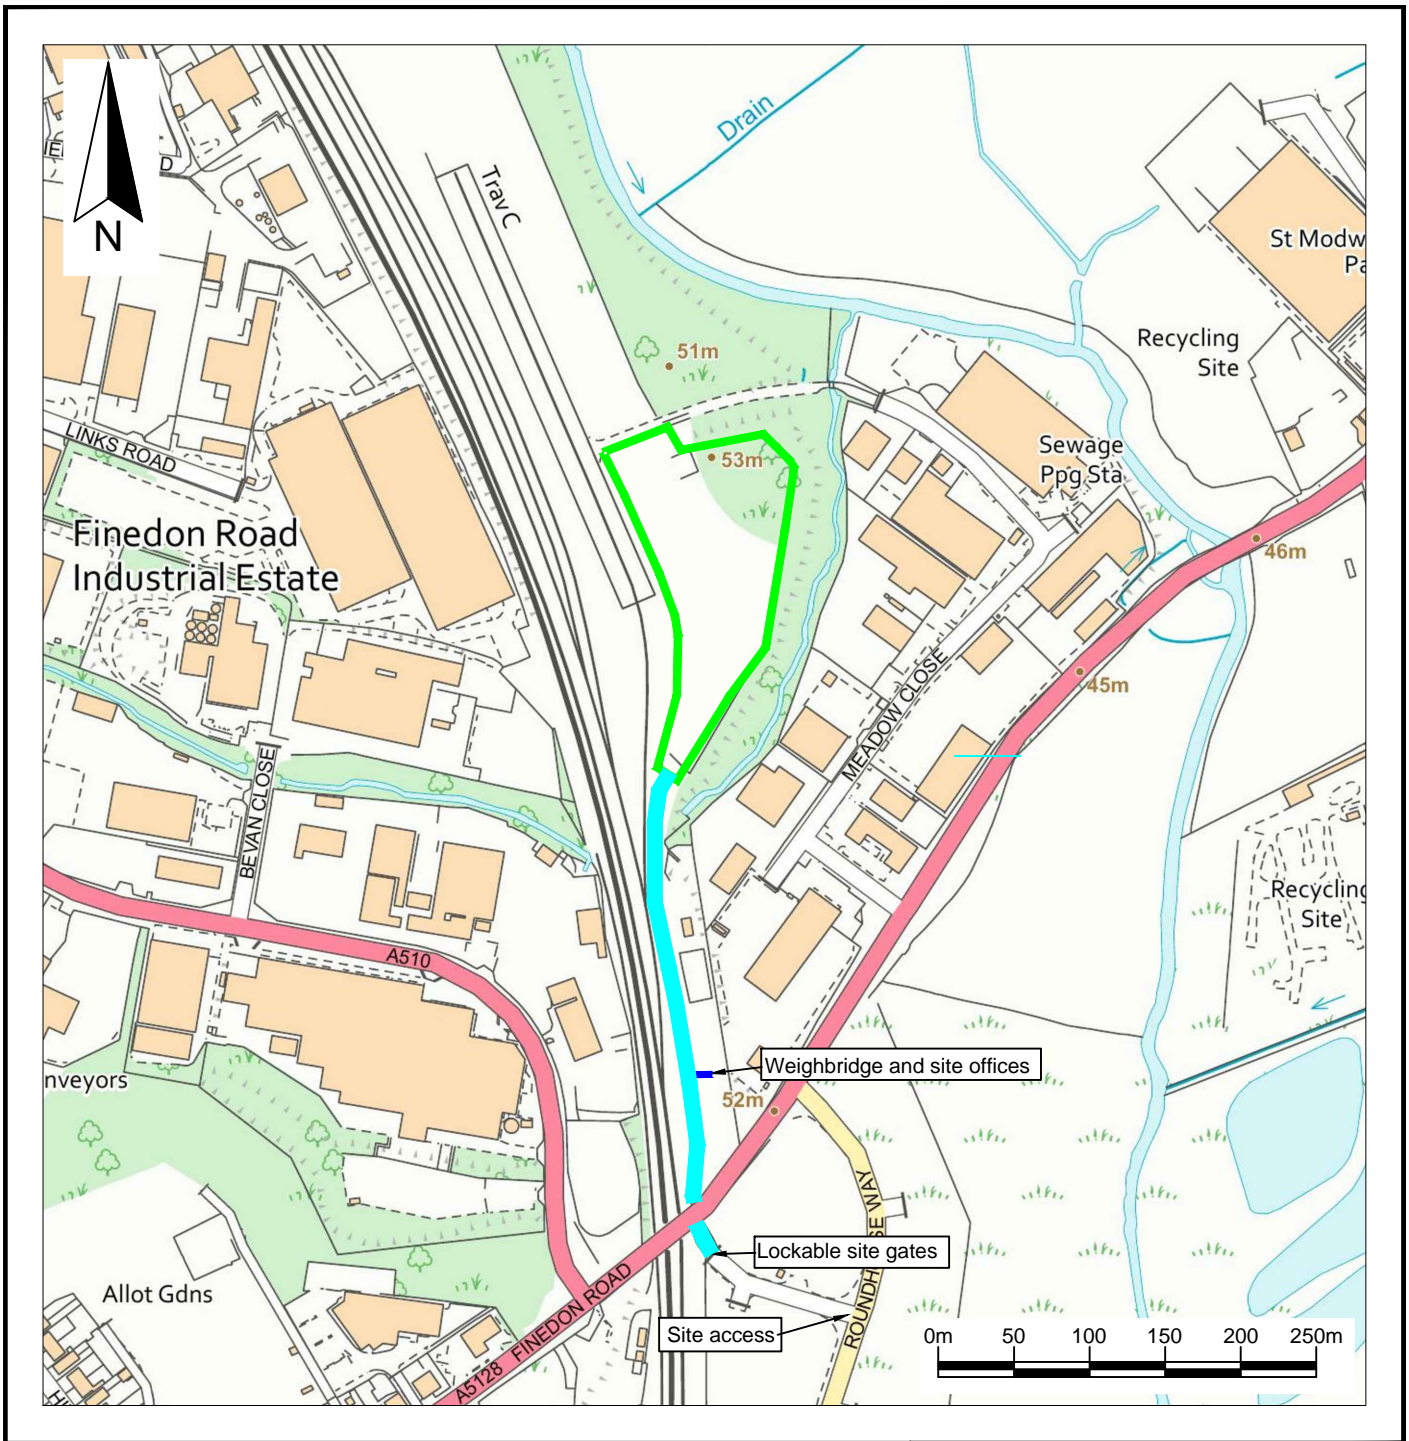 N
D
Drain
Trav C
St Modw
Pa
Recycling
Site
51m
LINKS ROAD
53m
Sewage
Ppg Sta
Finedon Road
Industrial Estate
46m
45m
MEADOW CLOSE
BEVAN CLOSE
Recycling
Site
A510
nveyors
Weighbridge and site offices
52m
Lockable site gates
Allot Gdns
Site access
A5128 FINEDON ROAD
ROUNDH SE WAY
0m 50 100 150 200 250m